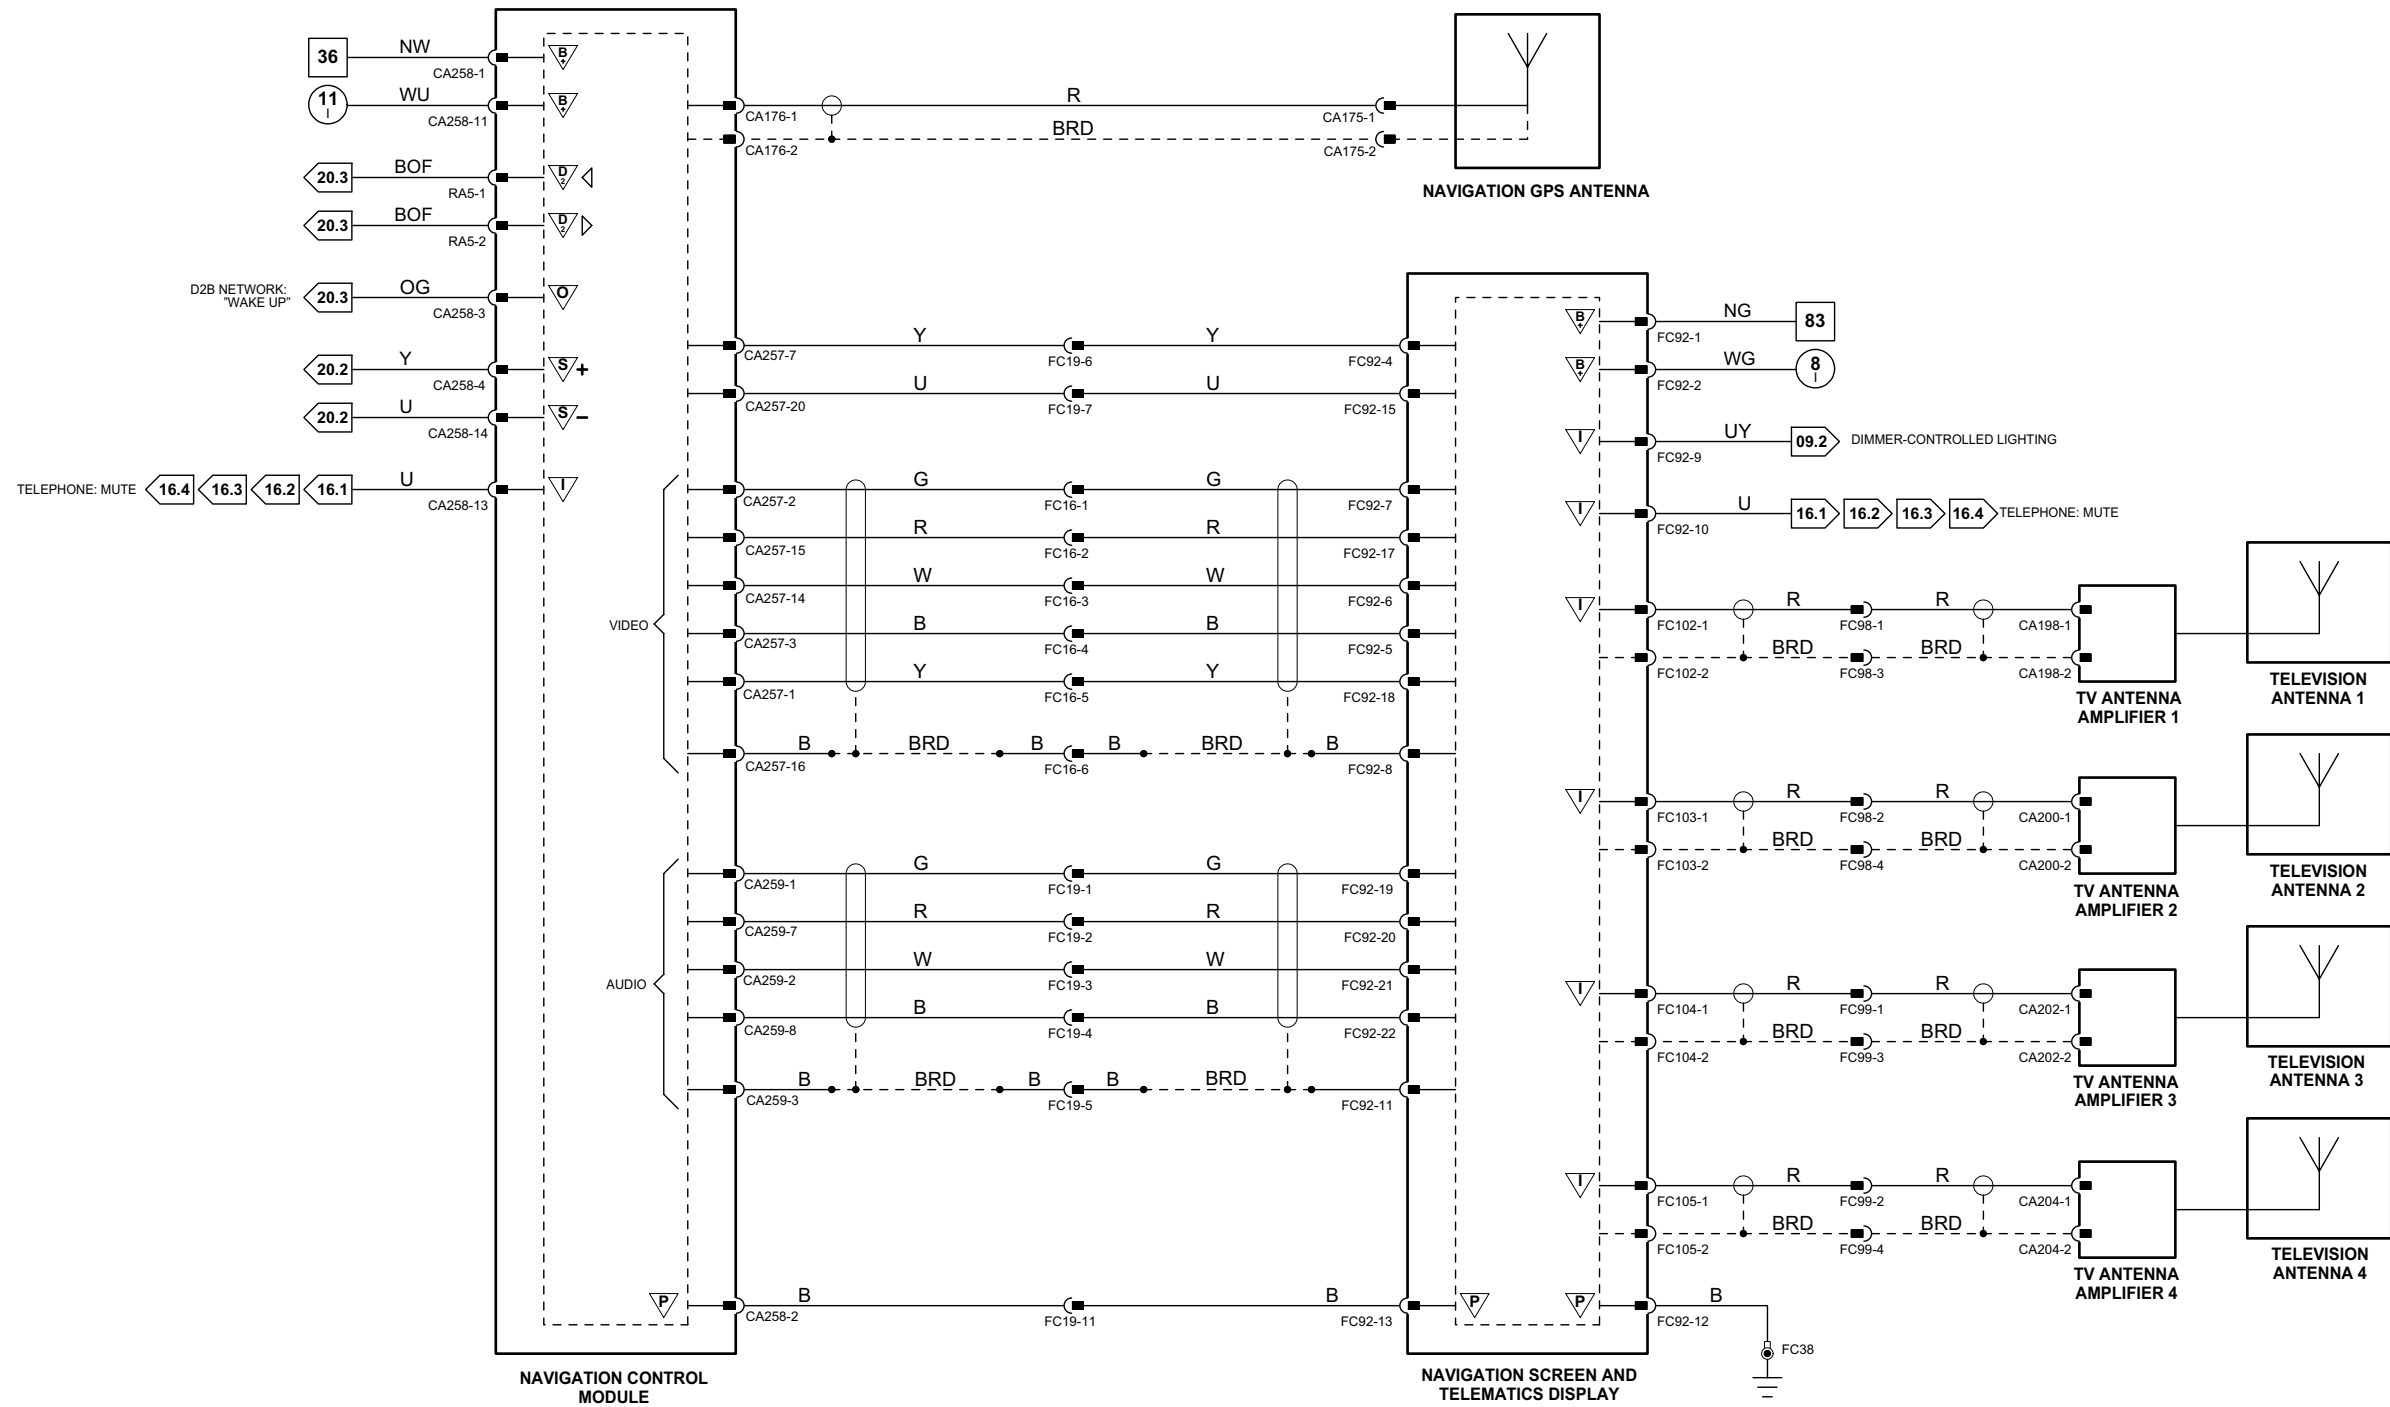 36 NW CA258-1 B+
11 I WU CA258-11 B+
20.3 BOF RA5-1 D2
20.3 BOF RA5-2 D2
D2B NETWORK:
"WAKE UP"
20.3 OG CA258-3 O
20.2 Y CA258-4 S+
20.2 U CA258-14 S–
TELEPHONE: MUTE 16.4 16.3 16.2 16.1 U CA258-13 I
CA176-1 R CA175-1
CA176-2 BRD CA175-2
NAVIGATION GPS ANTENNA
CA257-7 Y FC19-6 Y FC92-4
CA257-20 U FC19-7 U FC92-15
VIDEO
CA257-2 G FC16-1 G FC92-7
CA257-15 R FC16-2 R FC92-17
CA257-14 W FC16-3 W FC92-6
CA257-3 B FC16-4 B FC92-5
CA257-1 Y FC16-5 Y FC92-18
CA257-16 B BRD B FC16-6 B BRD B FC92-8
AUDIO
CA259-1 G FC19-1 G FC92-19
CA259-7 R FC19-2 R FC92-20
CA259-2 W FC19-3 W FC92-21
CA259-8 B FC19-4 B FC92-22
CA259-3 B BRD B FC19-5 B BRD FC92-11
P CA258-2 B FC19-11 B FC92-13 P
NAVIGATION CONTROL
MODULE
B+ FC92-1 NG 83
B+ FC92-2 WG 8 I
I FC92-9 UY 09.2 DIMMER-CONTROLLED LIGHTING
I FC92-10 U 16.1 16.2 16.3 16.4 TELEPHONE: MUTE
I FC102-1 R FC98-1 R CA198-1
FC102-2 BRD FC98-3 BRD CA198-2
TV ANTENNA
AMPLIFIER 1
TELEVISION
ANTENNA 1
I FC103-1 R FC98-2 R CA200-1
FC103-2 BRD FC98-4 BRD CA200-2
TV ANTENNA
AMPLIFIER 2
TELEVISION
ANTENNA 2
I FC104-1 R FC99-1 R CA202-1
FC104-2 BRD FC99-3 BRD CA202-2
TV ANTENNA
AMPLIFIER 3
TELEVISION
ANTENNA 3
I FC105-1 R FC99-2 R CA204-1
FC105-2 BRD FC99-4 BRD CA204-2
TV ANTENNA
AMPLIFIER 4
TELEVISION
ANTENNA 4
P FC92-12 B
FC38
NAVIGATION SCREEN AND
TELEMATICS DISPLAY